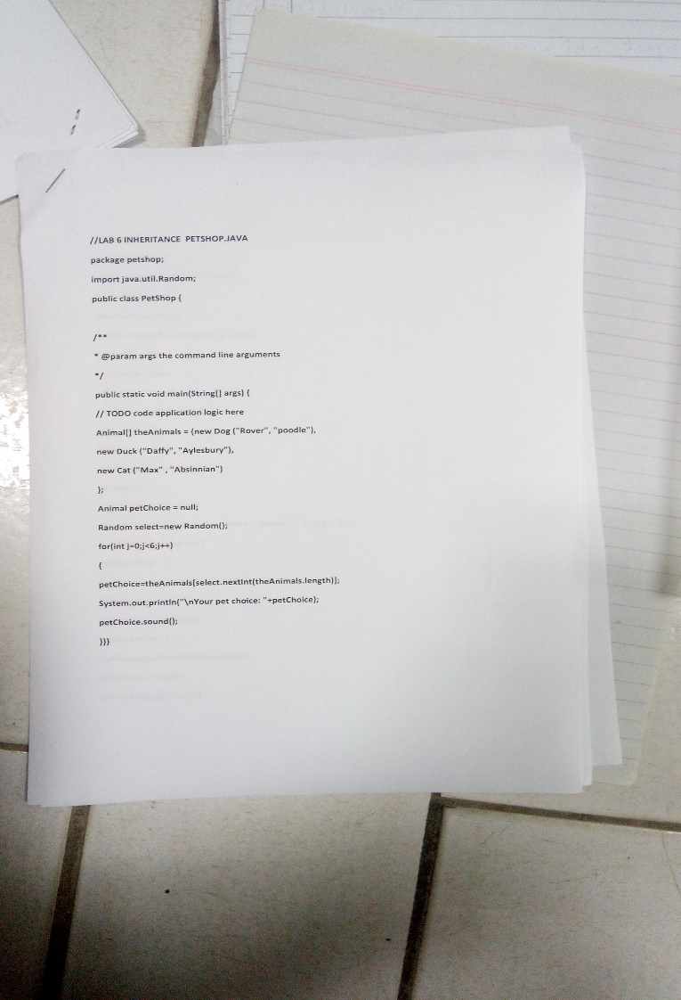 //LAB 6 INHERITANCE  PETSHOP.JAVA
package petshop;
import java.util.Random;
public class PetShop {
/**
* @param args the command line arguments
*/
public static void main(String[] args) {
// TODO code application logic here
Animal[] theAnimals = {new Dog ("Rover", "poodle"),
new Duck ("Daffy", "Aylesbury"),
new Cat ("Max" , "Absinnian")
};
Animal petChoice = null;
Random select=new Random();
for(int j=0;j<6;j++)
{
petChoice=theAnimals[select.nextInt(theAnimals.length)];
System.out.println("\nYour pet choice: "+petChoice);
petChoice.sound();
}}}